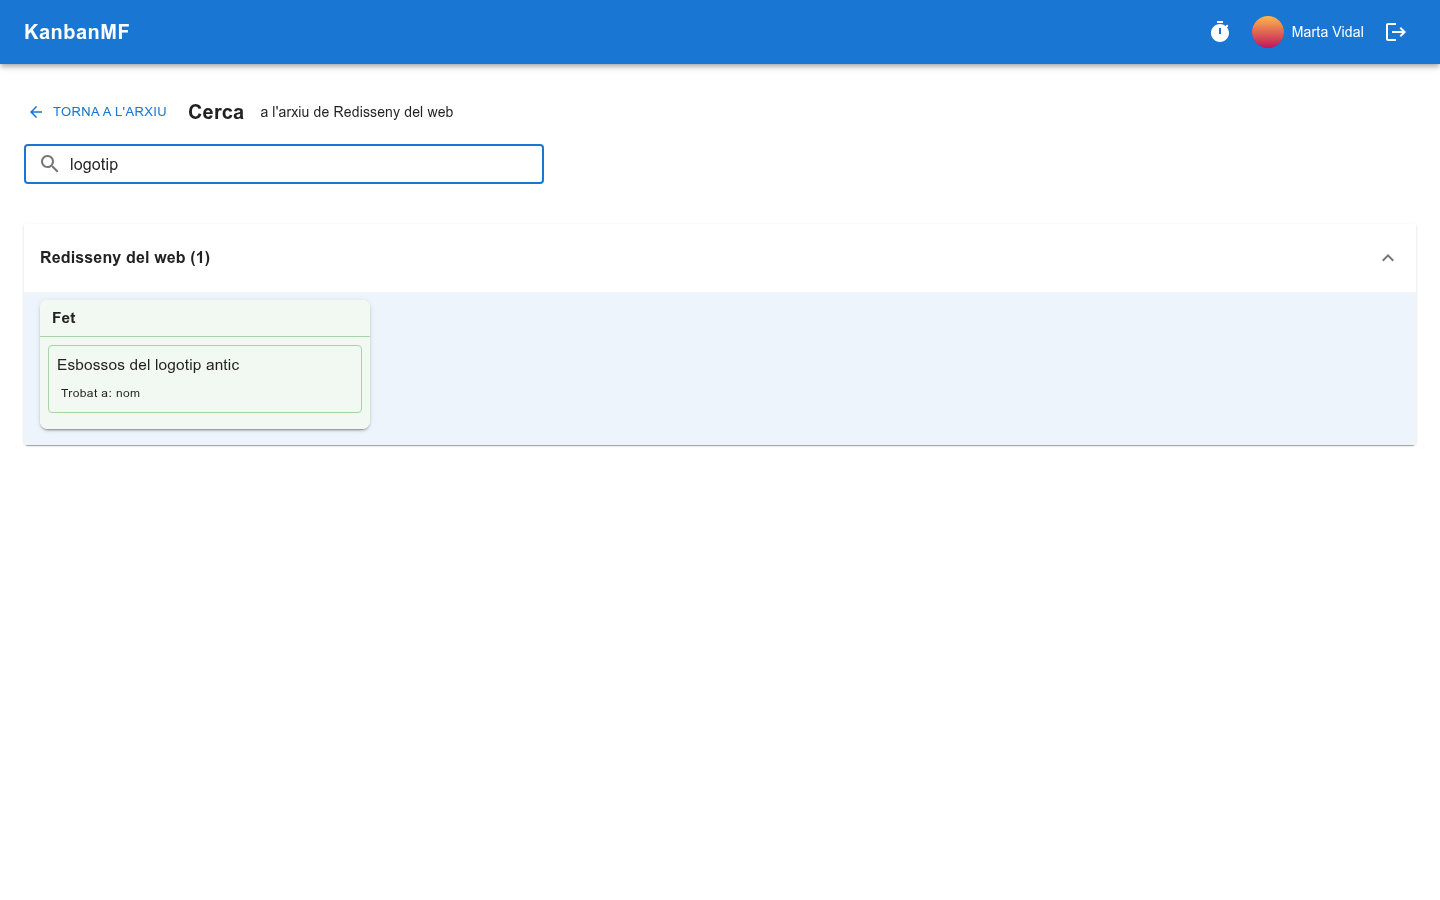 KanbanMF
Marta Vidal
TORNA A L'ARXIU
Cerca
a l'arxiu de Redisseny del web
logotip
Redisseny del web (1)
Fet
Esbossos del logotip antic
Trobat a: nom